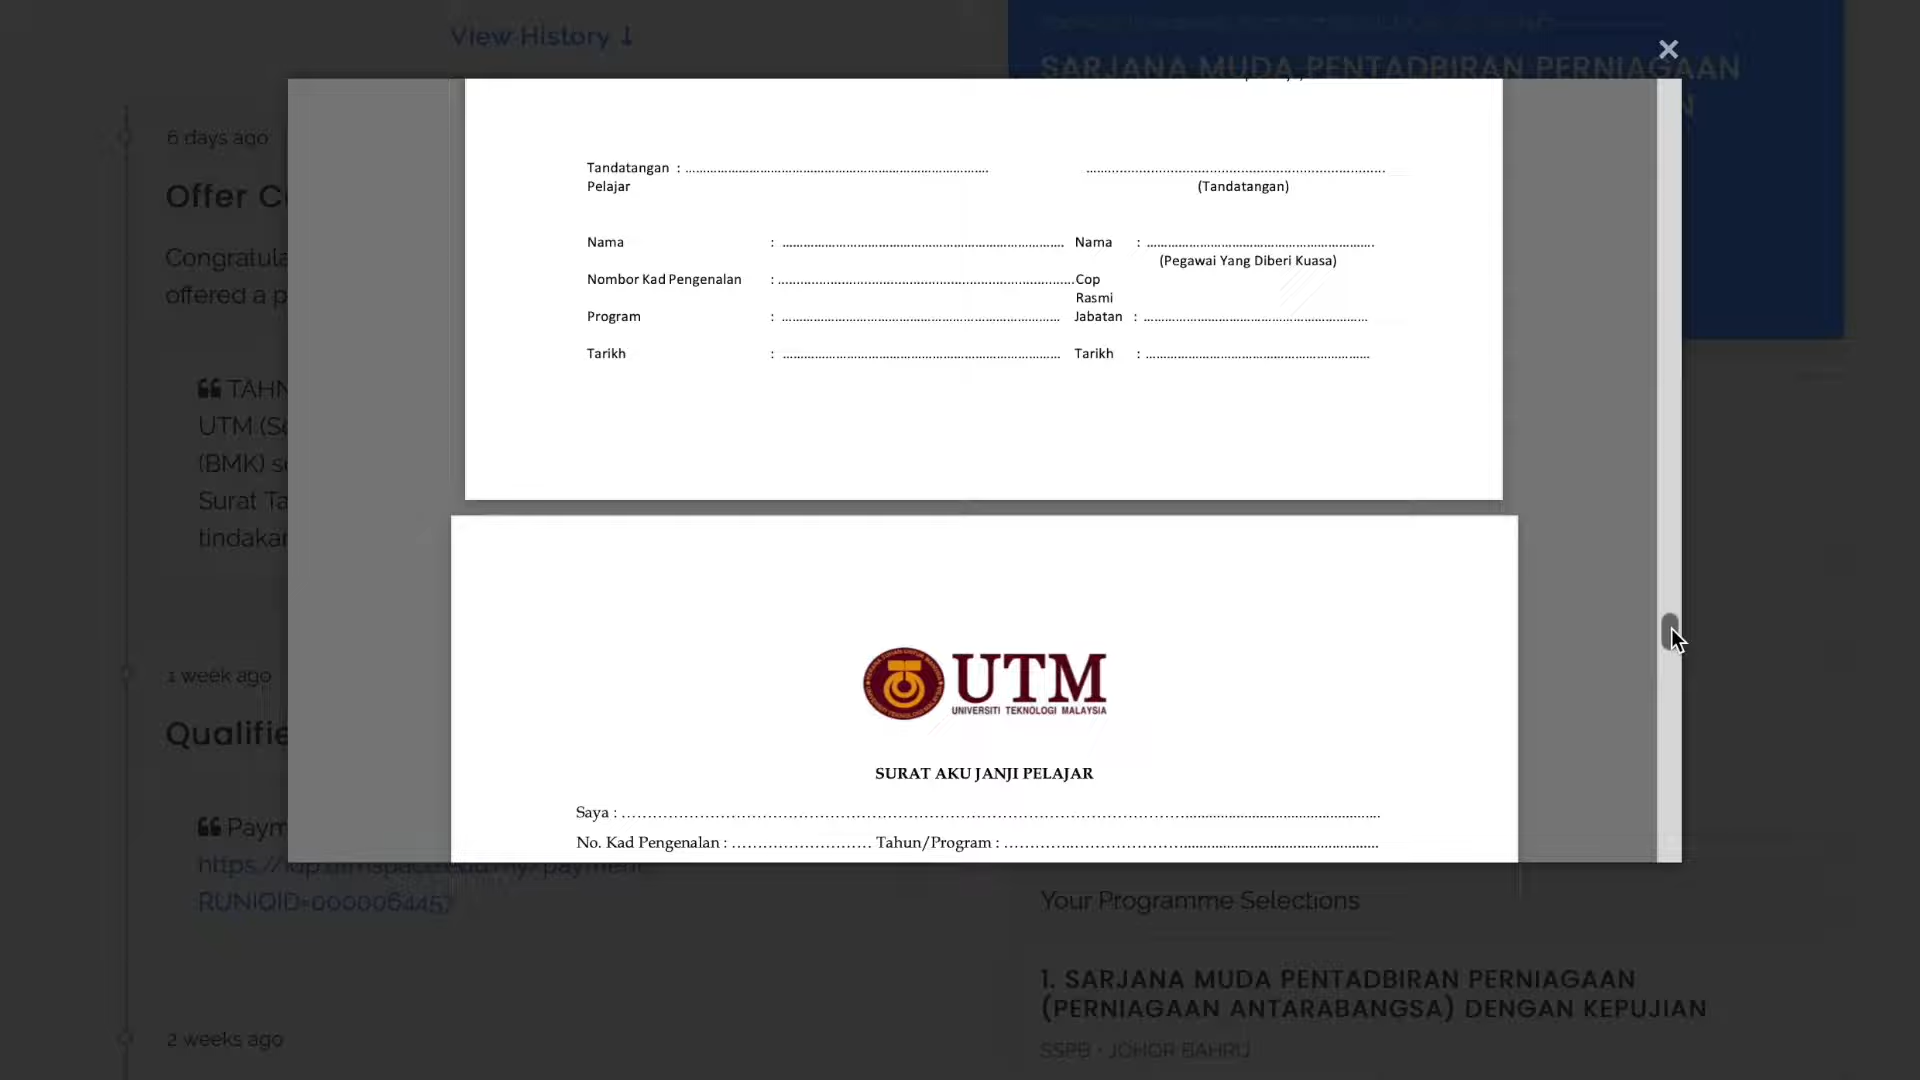 View History ↓
SARJANA MUDA PENTADBIRAN PERNIAGAAN
6 days ago
Offer
Congratula
offered a p
TAHN
UTM (S
(BMK) s
Surat Ta
tindakan
1 week ago
Qualifie
Paym
RUNIQID=000006445
2 weeks ago
Tandatangan : ..............................
Pelajar
..............................
(Tandatangan)
Nama : .............................. Nama : ..............................
(Pegawai Yang Diberi Kuasa)
Nombor Kad Pengenalan : ..............................Cop
Rasmi
Program : .............................. Jabatan : ..............................
Tarikh : .............................. Tarikh : ..............................
UTM
UNIVERSITI TEKNOLOGI MALAYSIA
SURAT AKU JANJI PELAJAR
Saya : ..............................
No. Kad Pengenalan : .............................. Tahun/Program : ..............................
Your Programme Selections
1. SARJANA MUDA PENTADBIRAN PERNIAGAAN
(PERNIAGAAN ANTARABANGSA) DENGAN KEPUJIAN
SSPB - JOHOR BAHRU